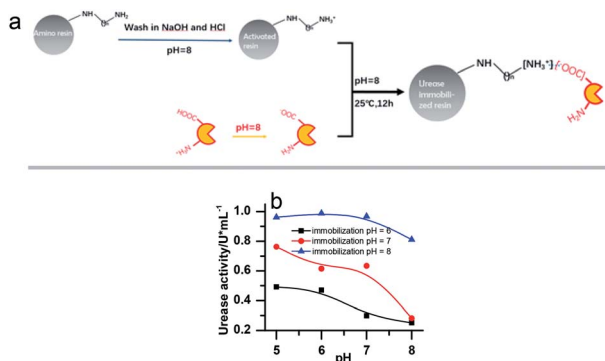 a
Amino resin
NH
NH₂
Wash in NaOH and HCl
pH=8
Activated
resin
NH
NH₃⁺
pH=8
25℃,12h
HOOC
⁺H₃N
pH=8
⁻OOC
H₂N
Urease
immobili-
zed resin
NH
[NH₃⁺]
[⁻OOC]
n
H₂N
b
Urease activity/U*mL⁻¹
1.0
0.8
0.6
0.4
0.2
immobilization pH = 6
immobilization pH = 7
immobilization pH = 8
5 6 7 8
pH